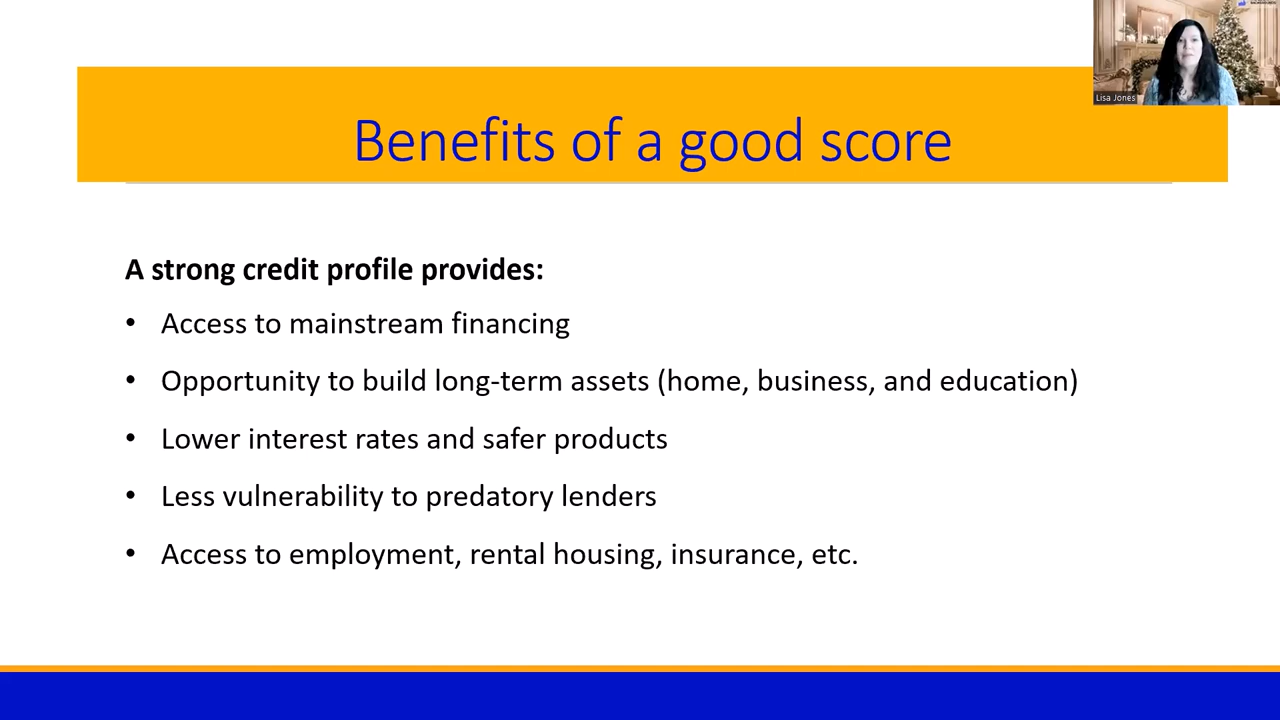 Lisa Jones
Benefits of a good score
A strong credit profile provides:
• Access to mainstream financing
• Opportunity to build long-term assets (home, business, and education)
• Lower interest rates and safer products
• Less vulnerability to predatory lenders
• Access to employment, rental housing, insurance, etc.